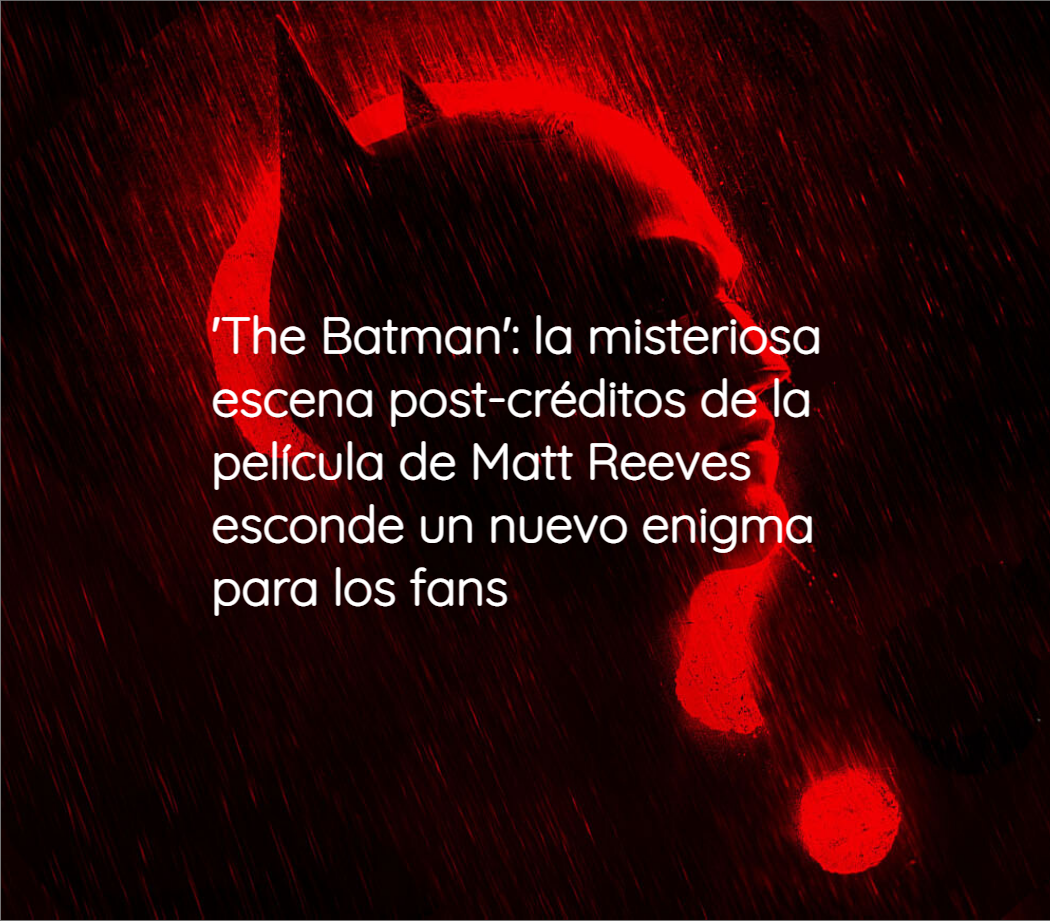 'The Batman': la misteriosa
escena post-créditos de la
película de Matt Reeves
esconde un nuevo enigma
para los fans